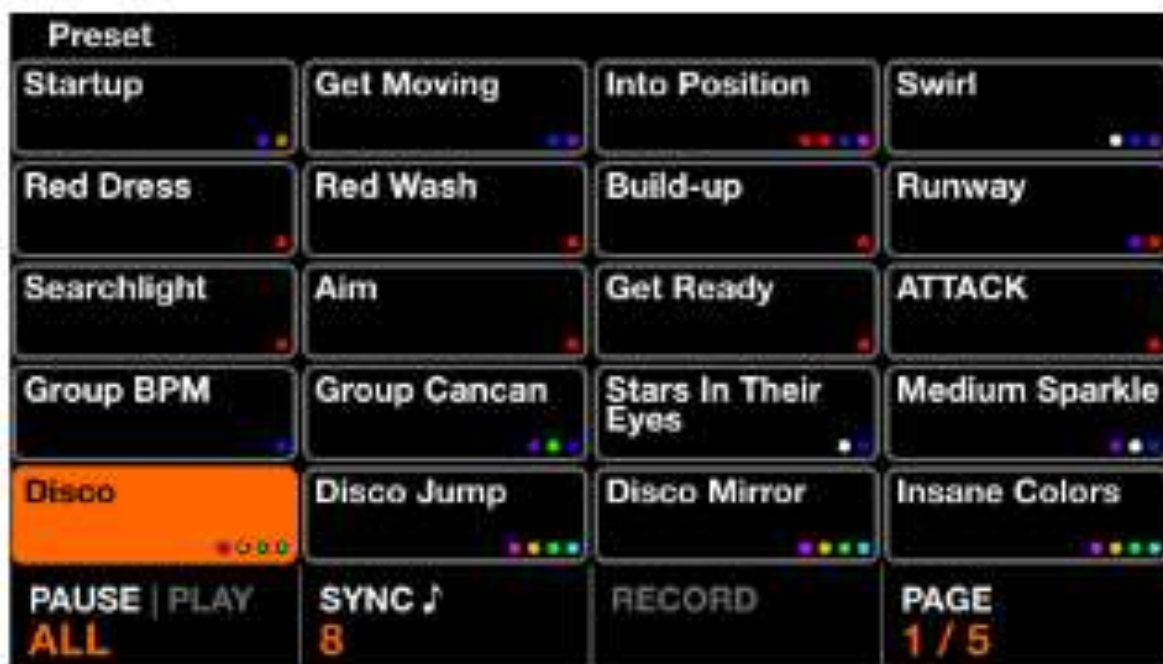 Preset
Startup
Get Moving
Into Position
Swirl
Red Dress
Red Wash
Build-up
Runway
Searchlight
Aim
Get Ready
ATTACK
Group BPM
Group Cancan
Stars In Their
Eyes
Medium Sparkle
Disco
Disco Jump
Disco Mirror
Insane Colors
PAUSE | PLAY
ALL
SYNC ♪
8
RECORD
PAGE
1 / 5